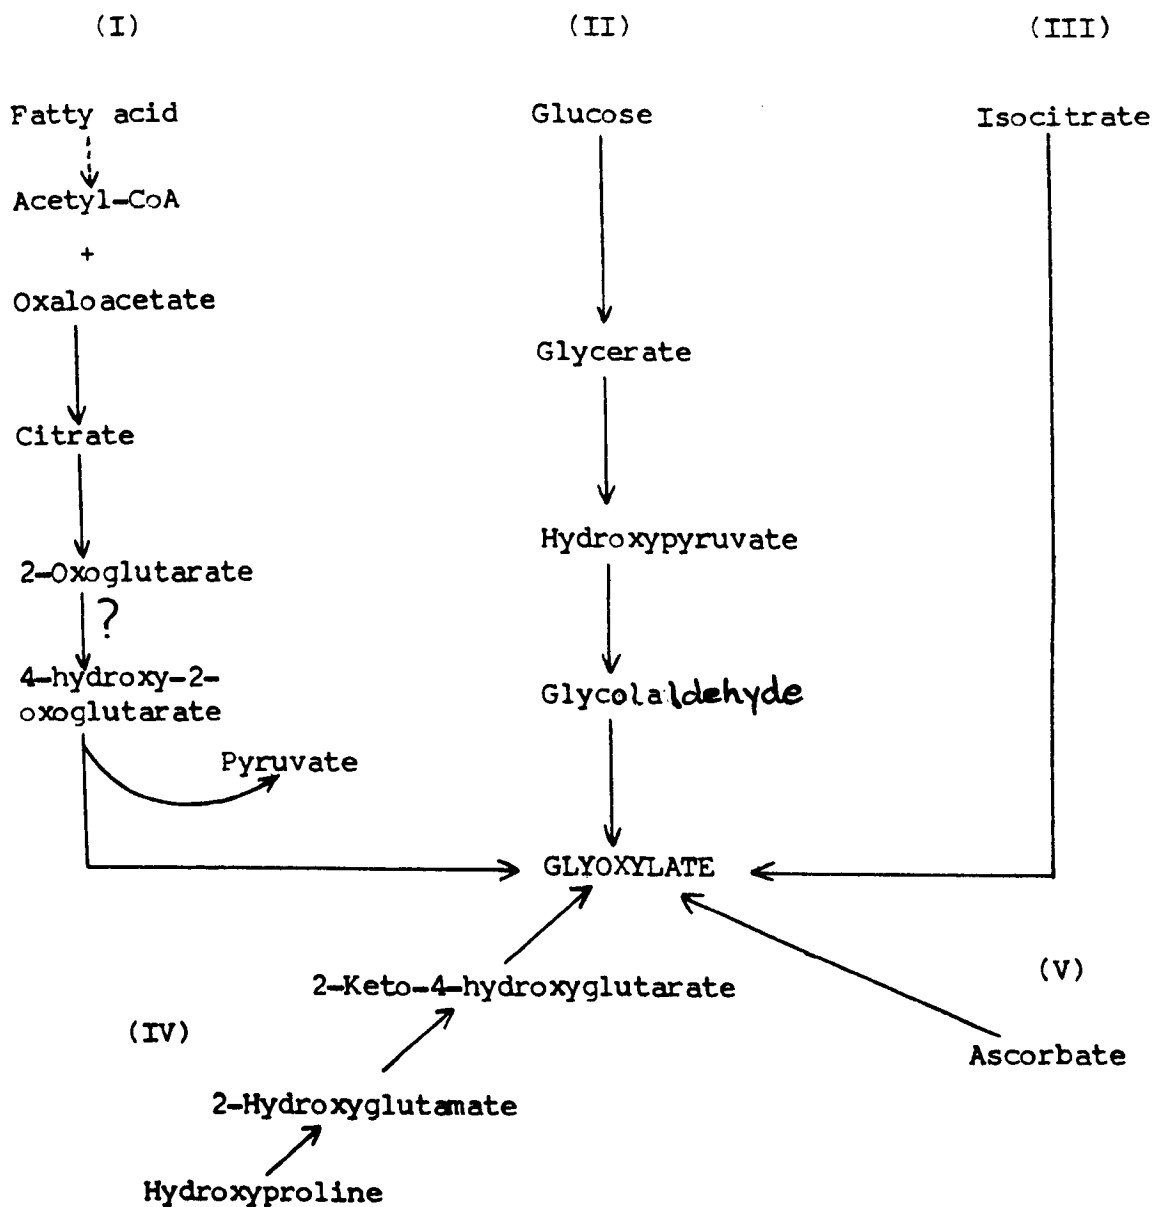 (I)
(II)
(III)
Fatty acid
Glucose
Isocitrate
Acetyl-CoA
+
Oxaloacetate
Glycerate
Citrate
Hydroxypyruvate
2-Oxoglutarate
?
4-hydroxy-2-
oxoglutarate
Glycolaldehyde
Pyruvate
GLYOXYLATE
2-Keto-4-hydroxyglutarate
(V)
(IV)
Ascorbate
2-Hydroxyglutamate
Hydroxyproline